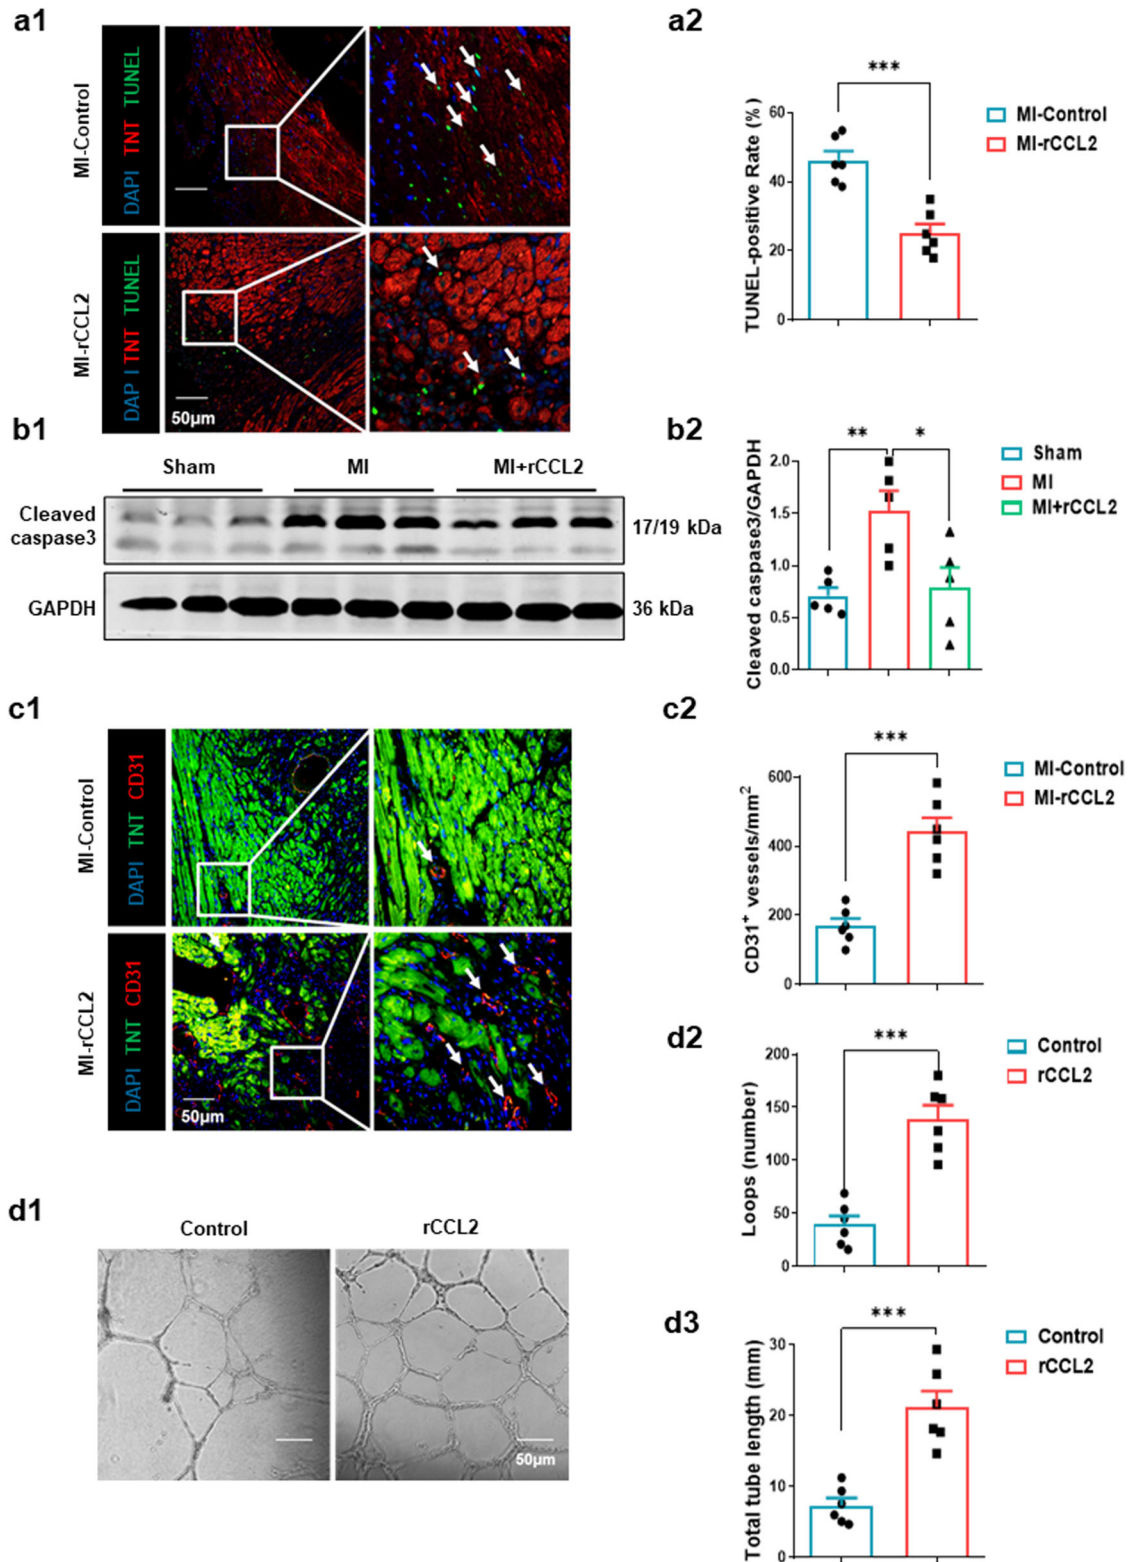 a1
MI-Control
DAPI TNT TUNEL
MI-rCCL2
DAP I TNT TUNEL
50µm
a2
***
TUNEL-positive Rate (%)
60
40
20
0
MI-Control
MI-rCCL2
b1
Sham MI MI+rCCL2
Cleaved
caspase3
17/19 kDa
GAPDH
36 kDa
b2
** *
Cleaved caspase3/GAPDH
2.0
1.5
1.0
0.5
0.0
Sham
MI
MI+rCCL2
c1
MI-Control
DAPI TNT CD31
MI-rCCL2
DAPI TNT CD31
50µm
c2
***
CD31+ vessels/mm2
600
400
200
0
MI-Control
MI-rCCL2
d1
Control rCCL2
50µm
d2
***
Loops (number)
200
150
100
50
0
Control
rCCL2
d3
***
Total tube length (mm)
30
20
10
0
Control
rCCL2